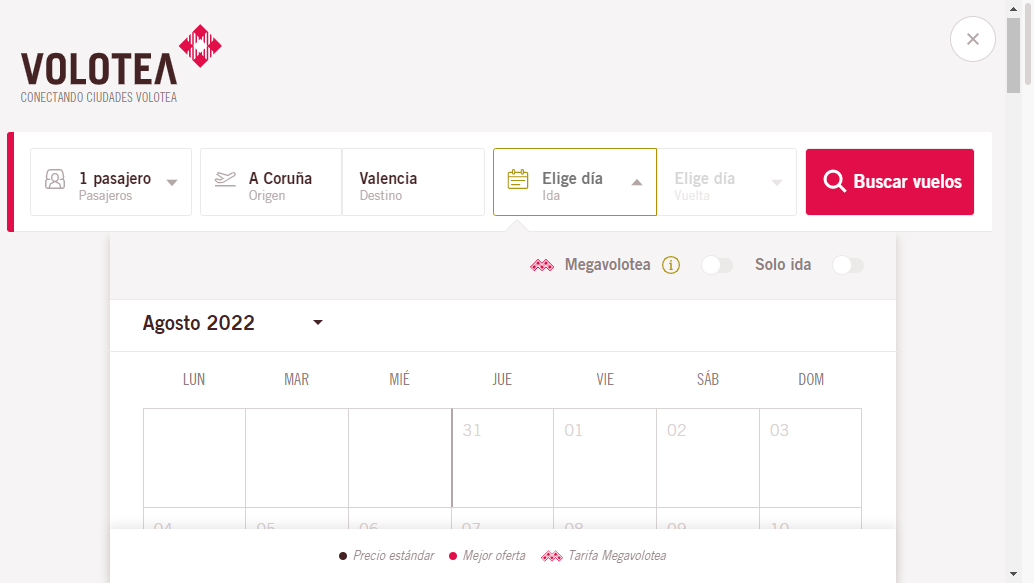 VOLOTEA
CONECTANDO CIUDADES VOLOTEA
1 pasajero
Pasajeros
A Coruña
Origen
Valencia
Destino
Elige día
Ida
Elige día
Vuelta
Buscar vuelos
Megavolotea
Solo ida
Agosto 2022
LUN MAR MIÉ JUE VIE SÁB DOM
31 01 02 03
04 05 06 07 08 09 10
Precio estándar Mejor oferta Tarifa Megavolotea